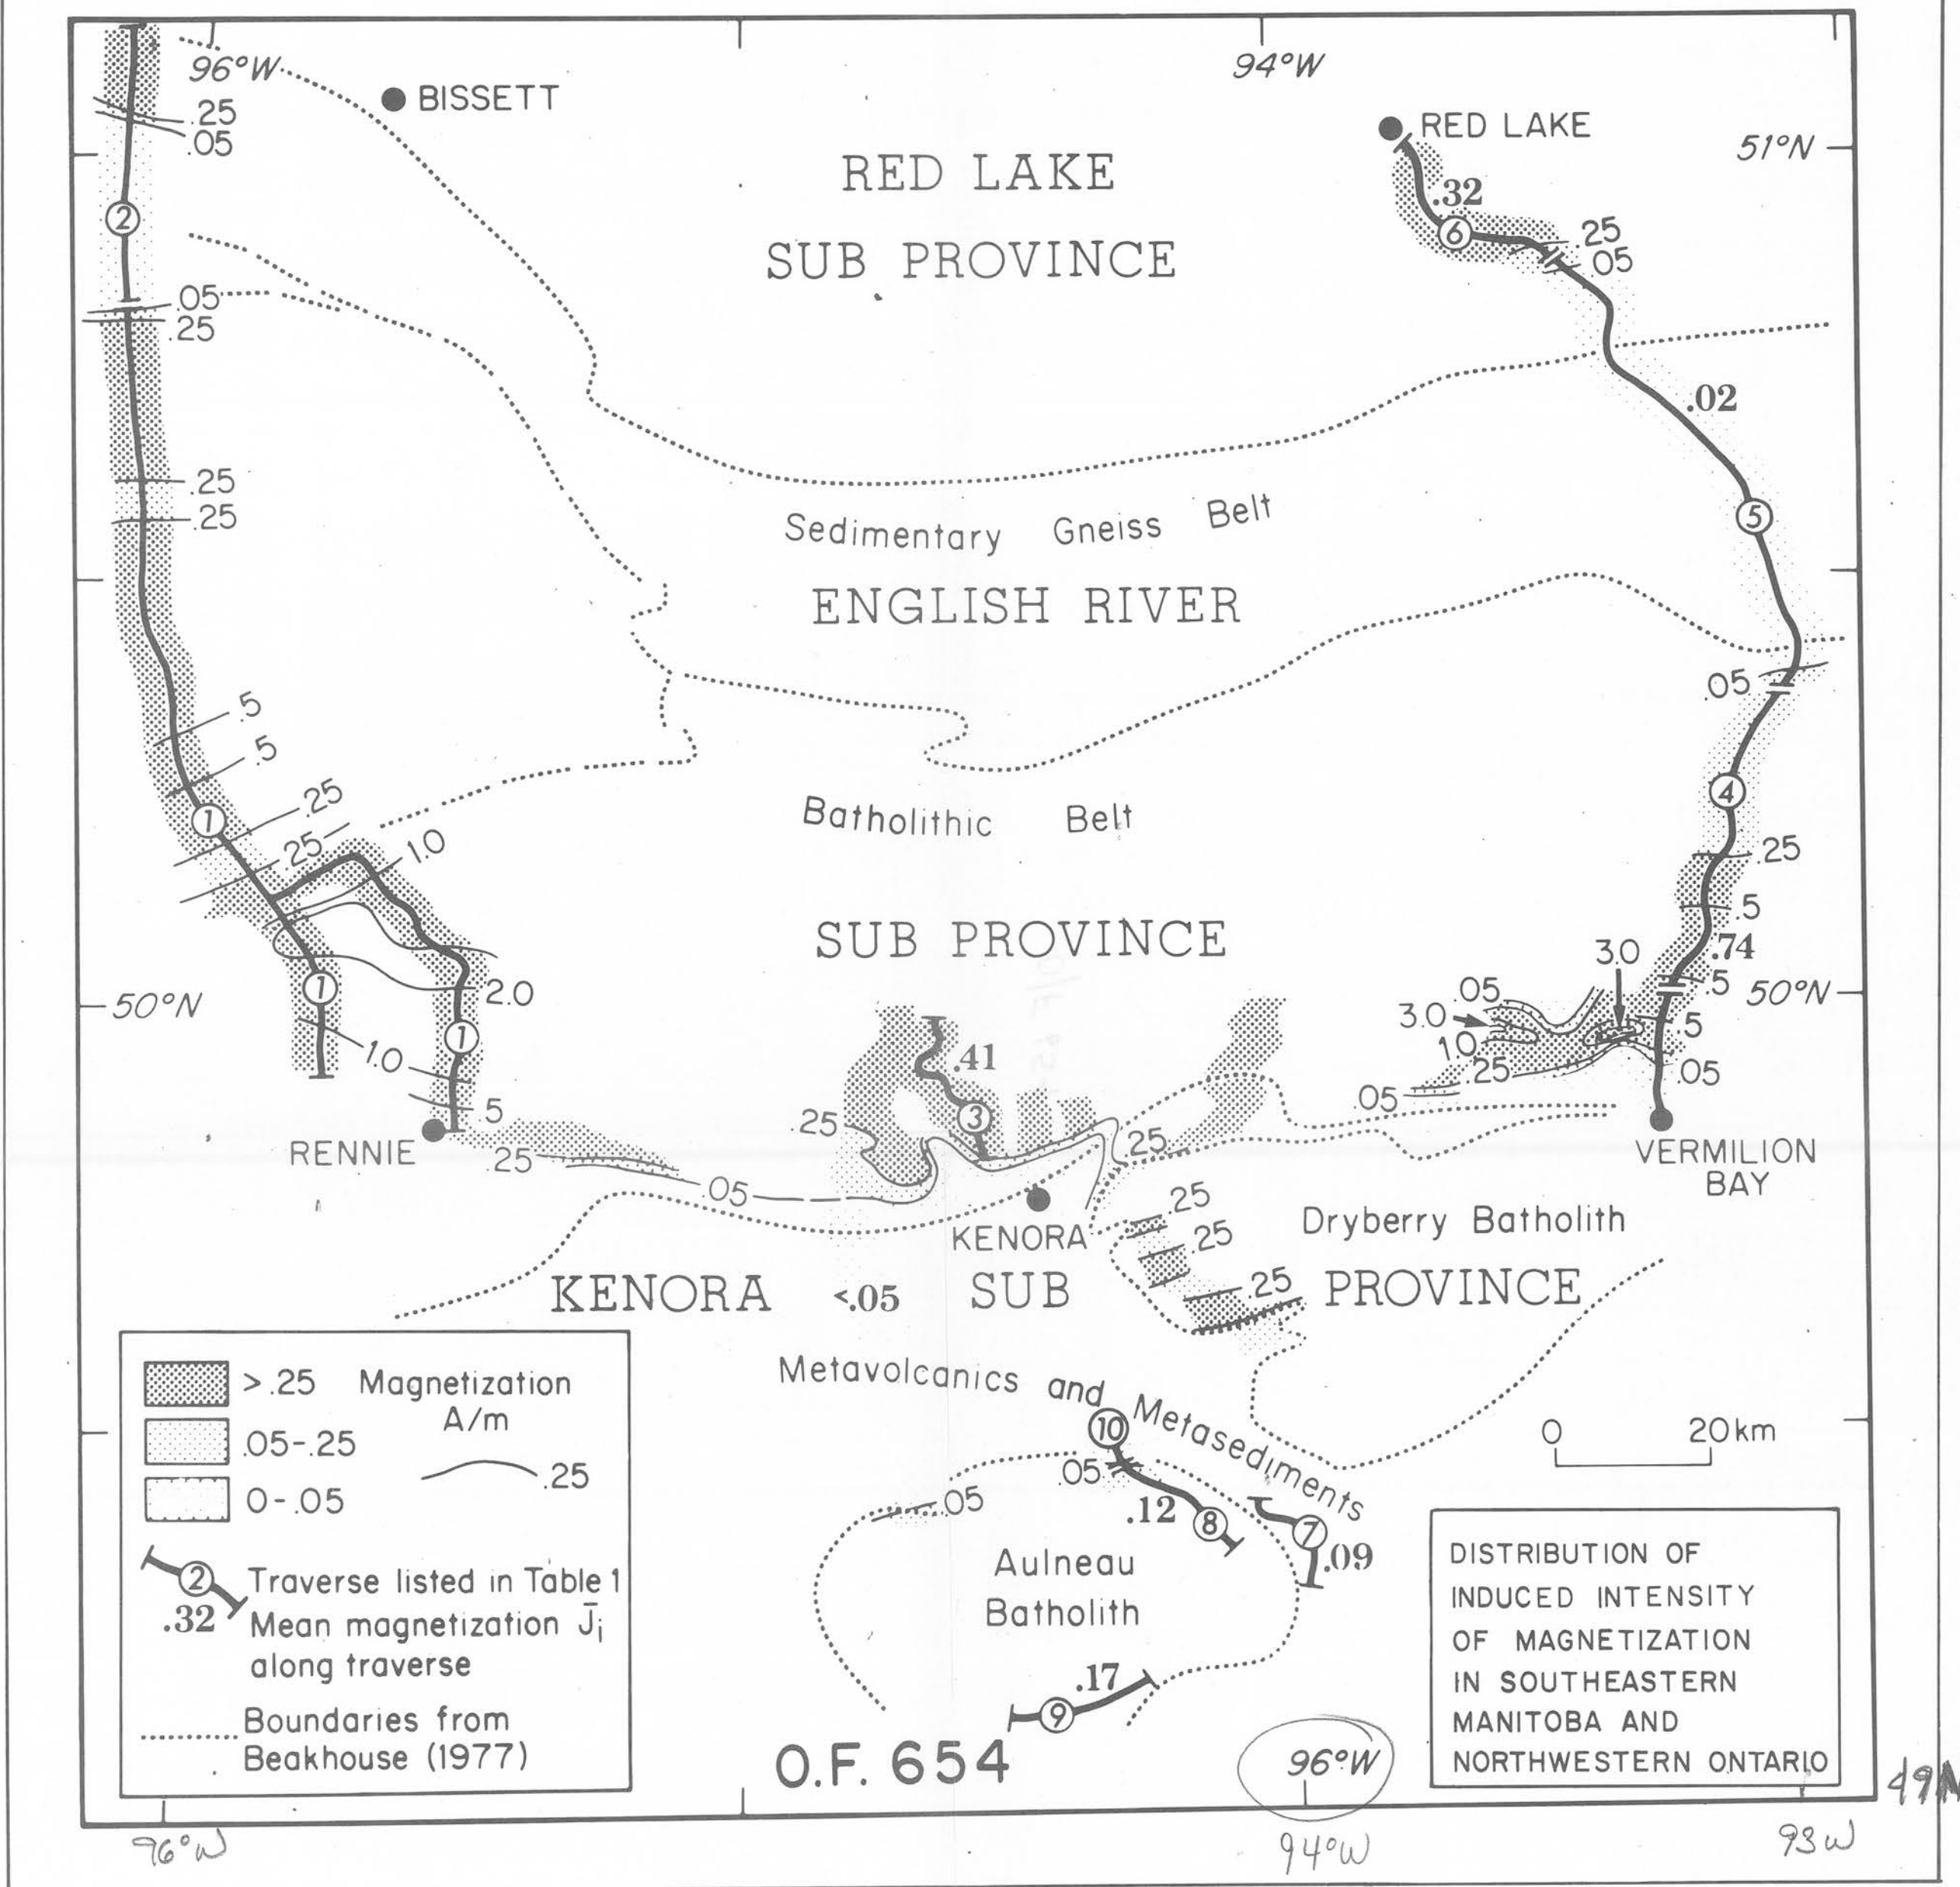 96°W
94°W
BISSETT
RED LAKE
51°N
.25
.05
RED LAKE
SUB PROVINCE
.32
2
6
.25
.05
.05
.25
.02
.25
.25
5
Sedimentary Gneiss Belt
ENGLISH RIVER
.05
.5
.5
.25
1
.25
1.0
Batholithic Belt
4
.25
.5
.74
SUB PROVINCE
3.0
.5
50°N
50°N
1
2.0
1
1.0
.5
.05
3.0
1.0
.25
.5
.05
.41
3
.25
.25
.05
RENNIE
.25
.05
VERMILION
BAY
KENORA
.25
.25
.25
Dryberry Batholith
KENORA <.05 SUB PROVINCE
Metavolcanics and Metasediments
10
.05
.05
.12
8
7
.09
Aulneau
Batholith
.17
9
0 20km
>.25 Magnetization
A/m
.05-.25
0-.05
.25
2
.32
Traverse listed in Table 1
Mean magnetization J̄i
along traverse
Boundaries from
Beakhouse (1977)
O.F. 654
96°W
DISTRIBUTION OF
INDUCED INTENSITY
OF MAGNETIZATION
IN SOUTHEASTERN
MANITOBA AND
NORTHWESTERN ONTARIO
96°W
94°W
93W